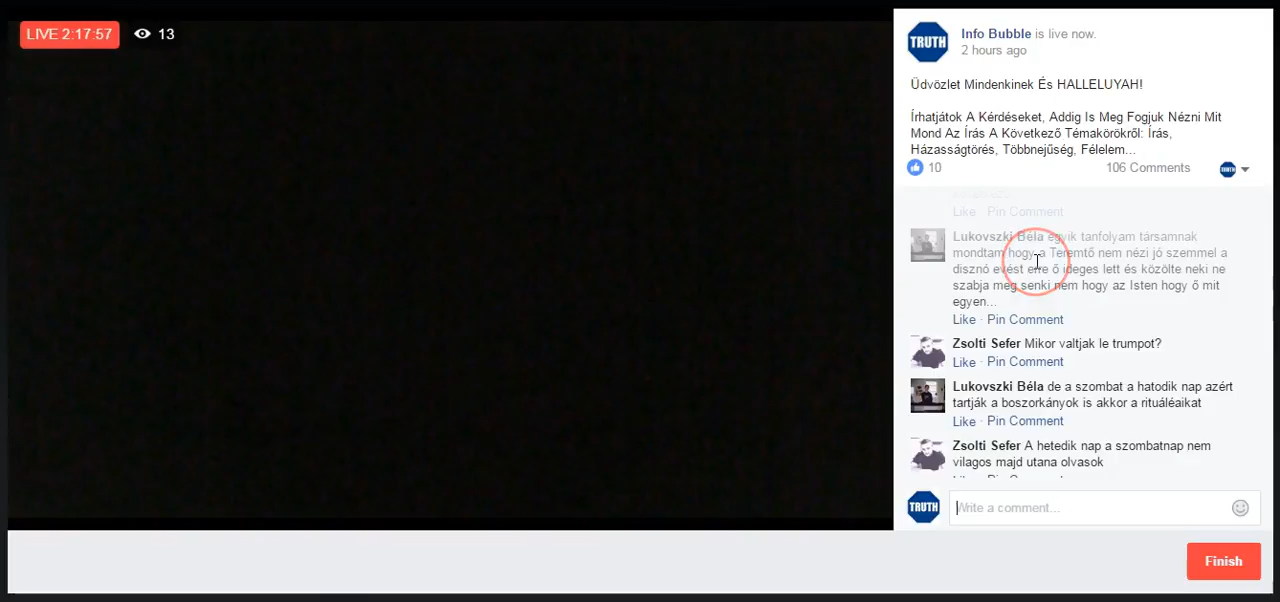 LIVE 2:17:57
13
TRUTH
Info Bubble is live now.
2 hours ago
Üdvözlet Mindenkinek És HALLELUYAH!
Írhatjátok A Kérdéseket, Addig Is Meg Fogjuk Nézni Mit
Mond Az Írás A Következő Témakörökről: Írás,
Házasságtörés, Többnejűség, Félelem...
10
106 Comments
TRUTH
Like · Pin Comment
Lukovszki Béla egyik tanfolyam társamnak
mondtam hogy a Teremtő nem nézi jó szemmel a
disznó evést erre ő ideges lett és közölte neki ne
szabja meg senki nem hogy az Isten hogy ő mit
egyen...
Like · Pin Comment
Zsolti Sefer Mikor valtjak le trumpot?
Like · Pin Comment
Lukovszki Béla de a szombat a hatodik nap azért
tartják a boszorkányok is akkor a rituáléaikat
Like · Pin Comment
Zsolti Sefer A hetedik nap a szombatnap nem
vilagos majd utana olvasok
Like · Pin Comment
TRUTH
Write a comment...
Finish